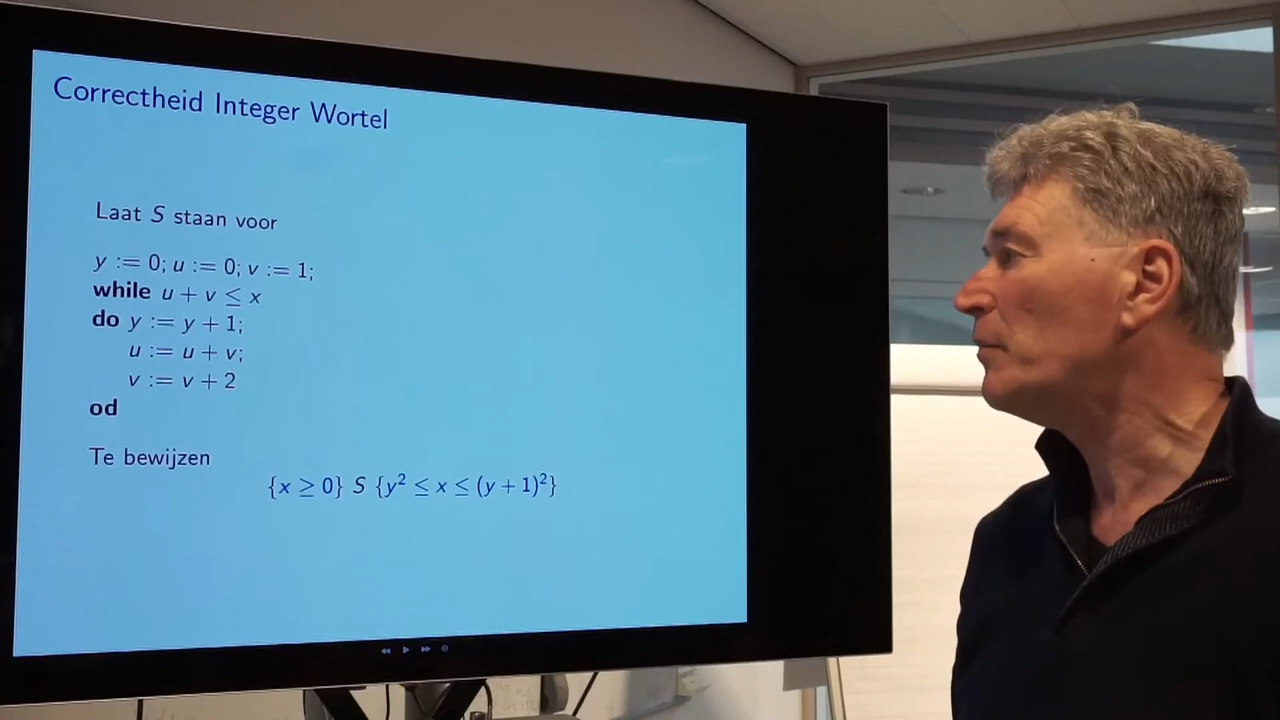 Correctheid Integer Wortel
Laat S staan voor
y := 0; u := 0; v := 1;
while u + v ≤ x
do y := y + 1;
u := u + v;
v := v + 2
od
Te bewijzen
{x ≥ 0} S {y² ≤ x ≤ (y + 1)²}